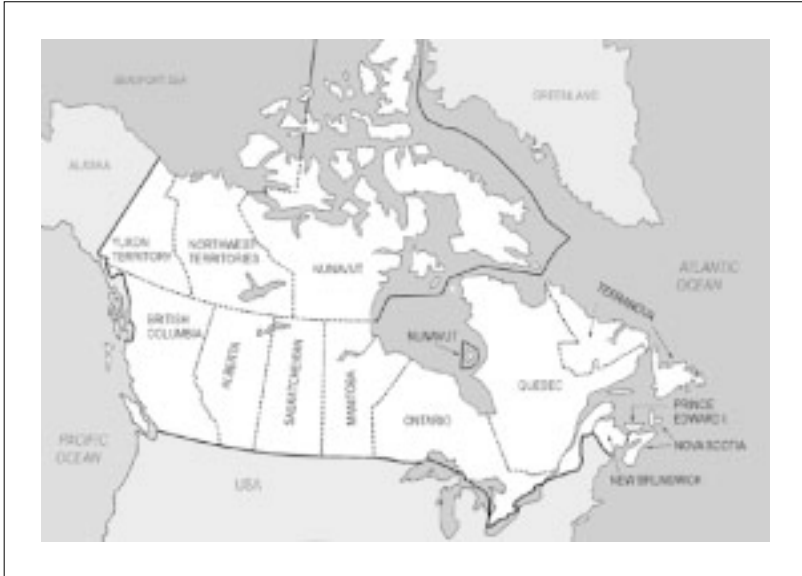 BEAUFORT SEA
GREENLAND
ALASKA
YUKON
TERRITORY
NORTHWEST
TERRITORIES
NUNAVUT
ATLANTIC
OCEAN
TERRANOVA
BRITISH
COLUMBIA
ALBERTA
SASKATCHEWAN
MANITOBA
NUNAVUT
ONTARIO
QUEBEC
PRINCE
EDWARD I.
NOVA SCOTIA
NEW BRUNSWICK
PACIFIC
OCEAN
USA